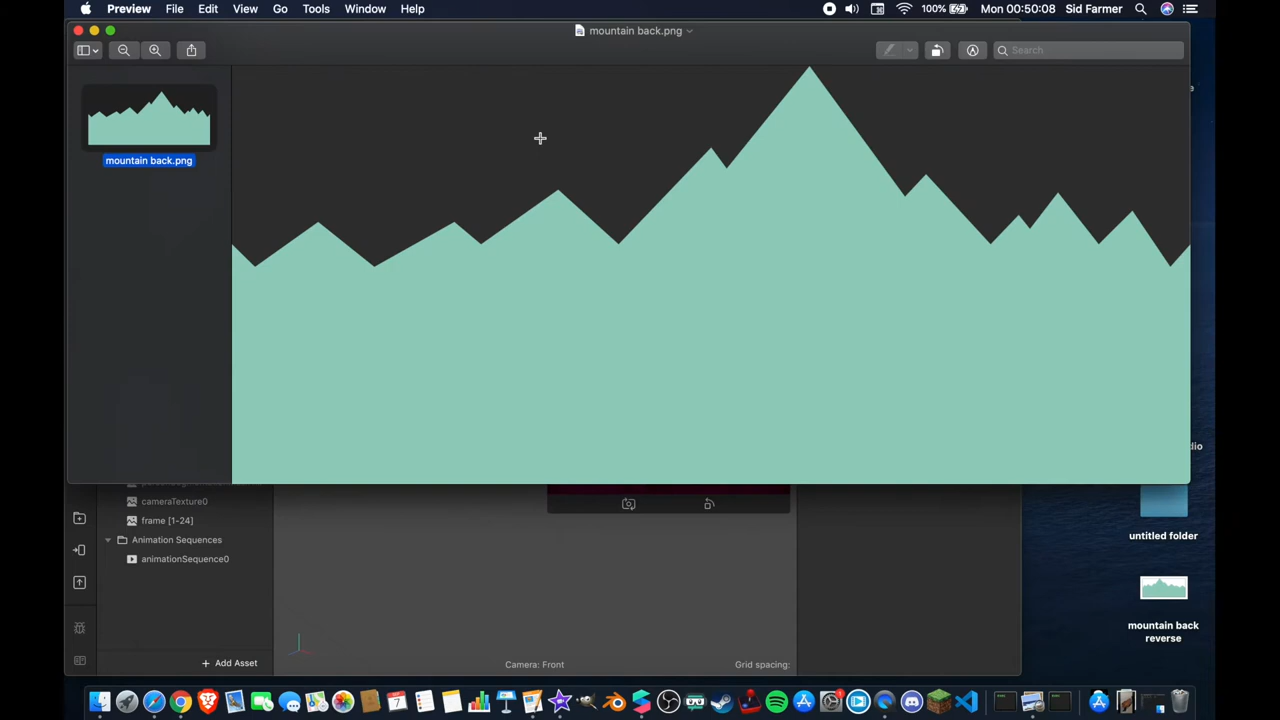 Preview File Edit View Go Tools Window Help 100% Mon 00:50:08 Sid Farmer
mountain back.png
Search
mountain back.png
cameraTexture0
frame [1-24]
Animation Sequences
animationSequence0
Add Asset
Camera: Front
Grid spacing:
dio
untitled folder
mountain back
reverse